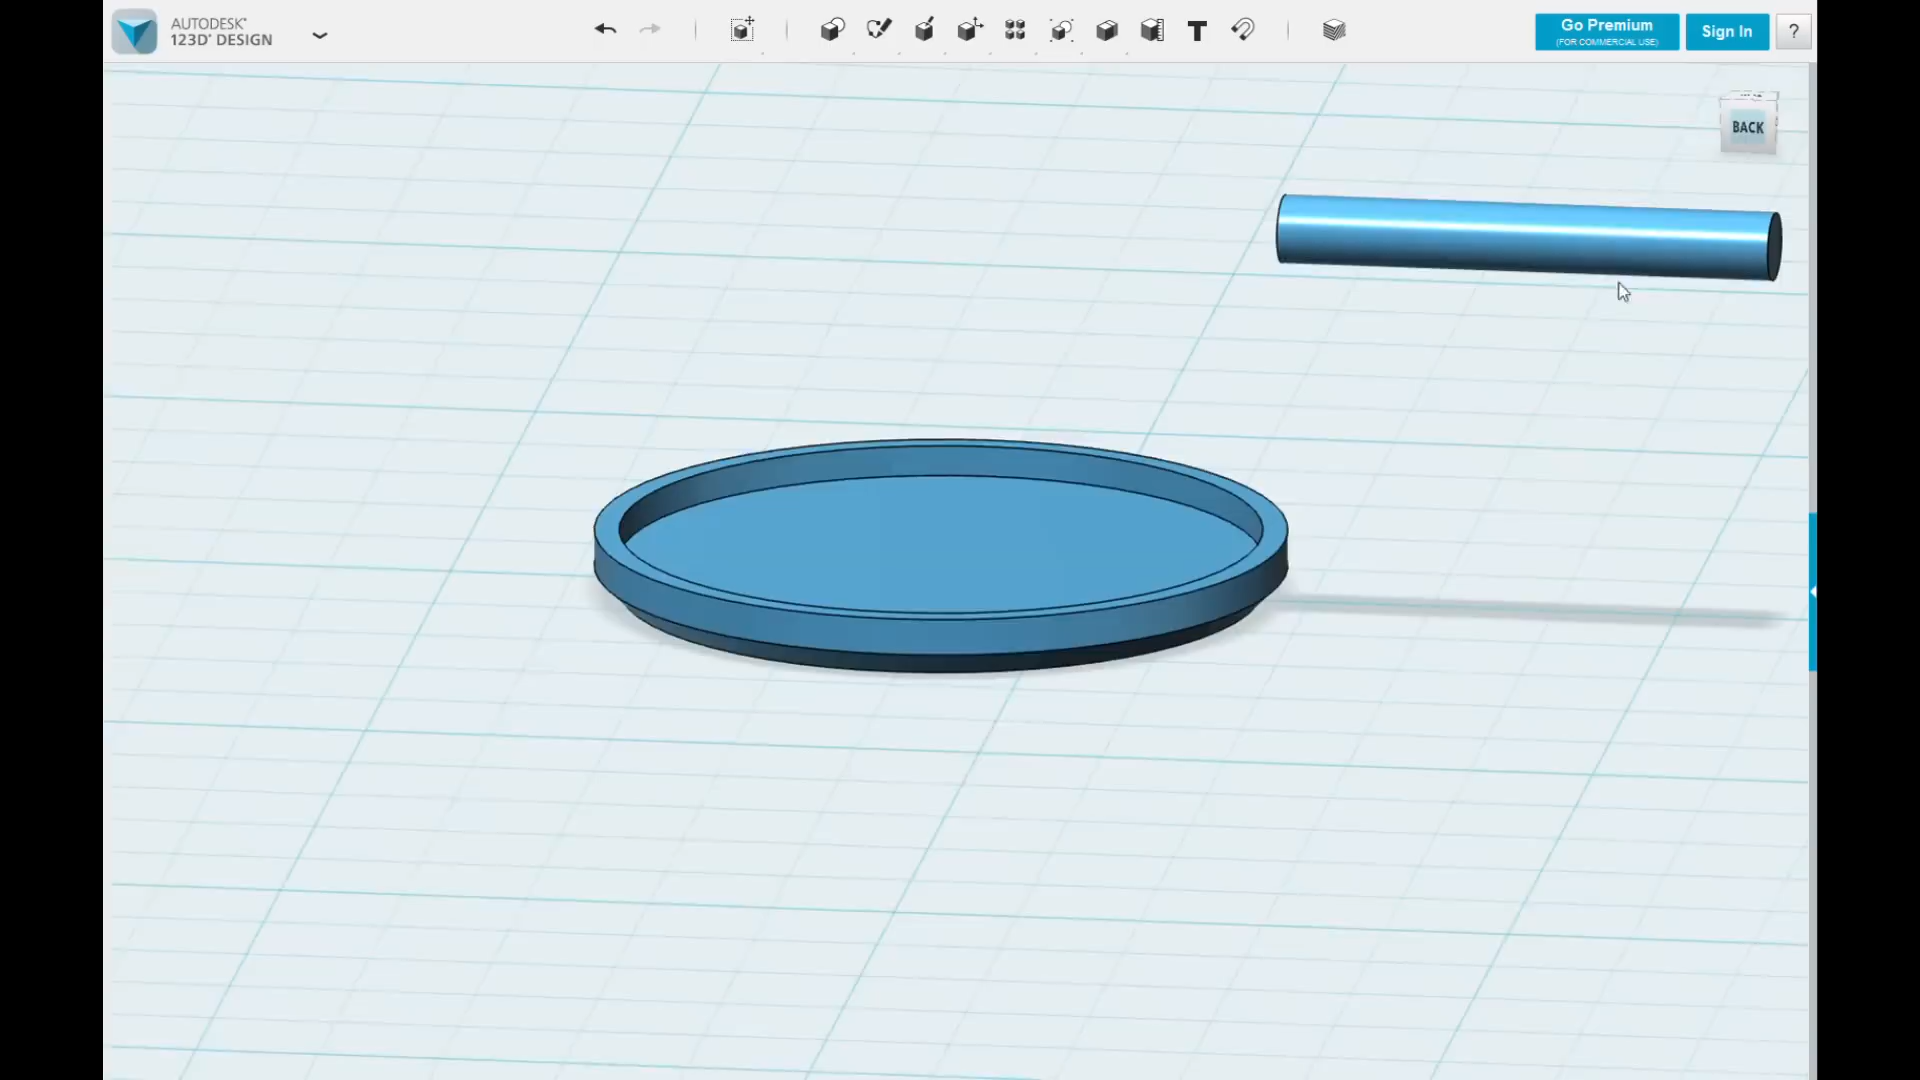 AUTODESK®
123D® DESIGN
T
Go Premium
(FOR COMMERCIAL USE)
Sign In
?
BACK